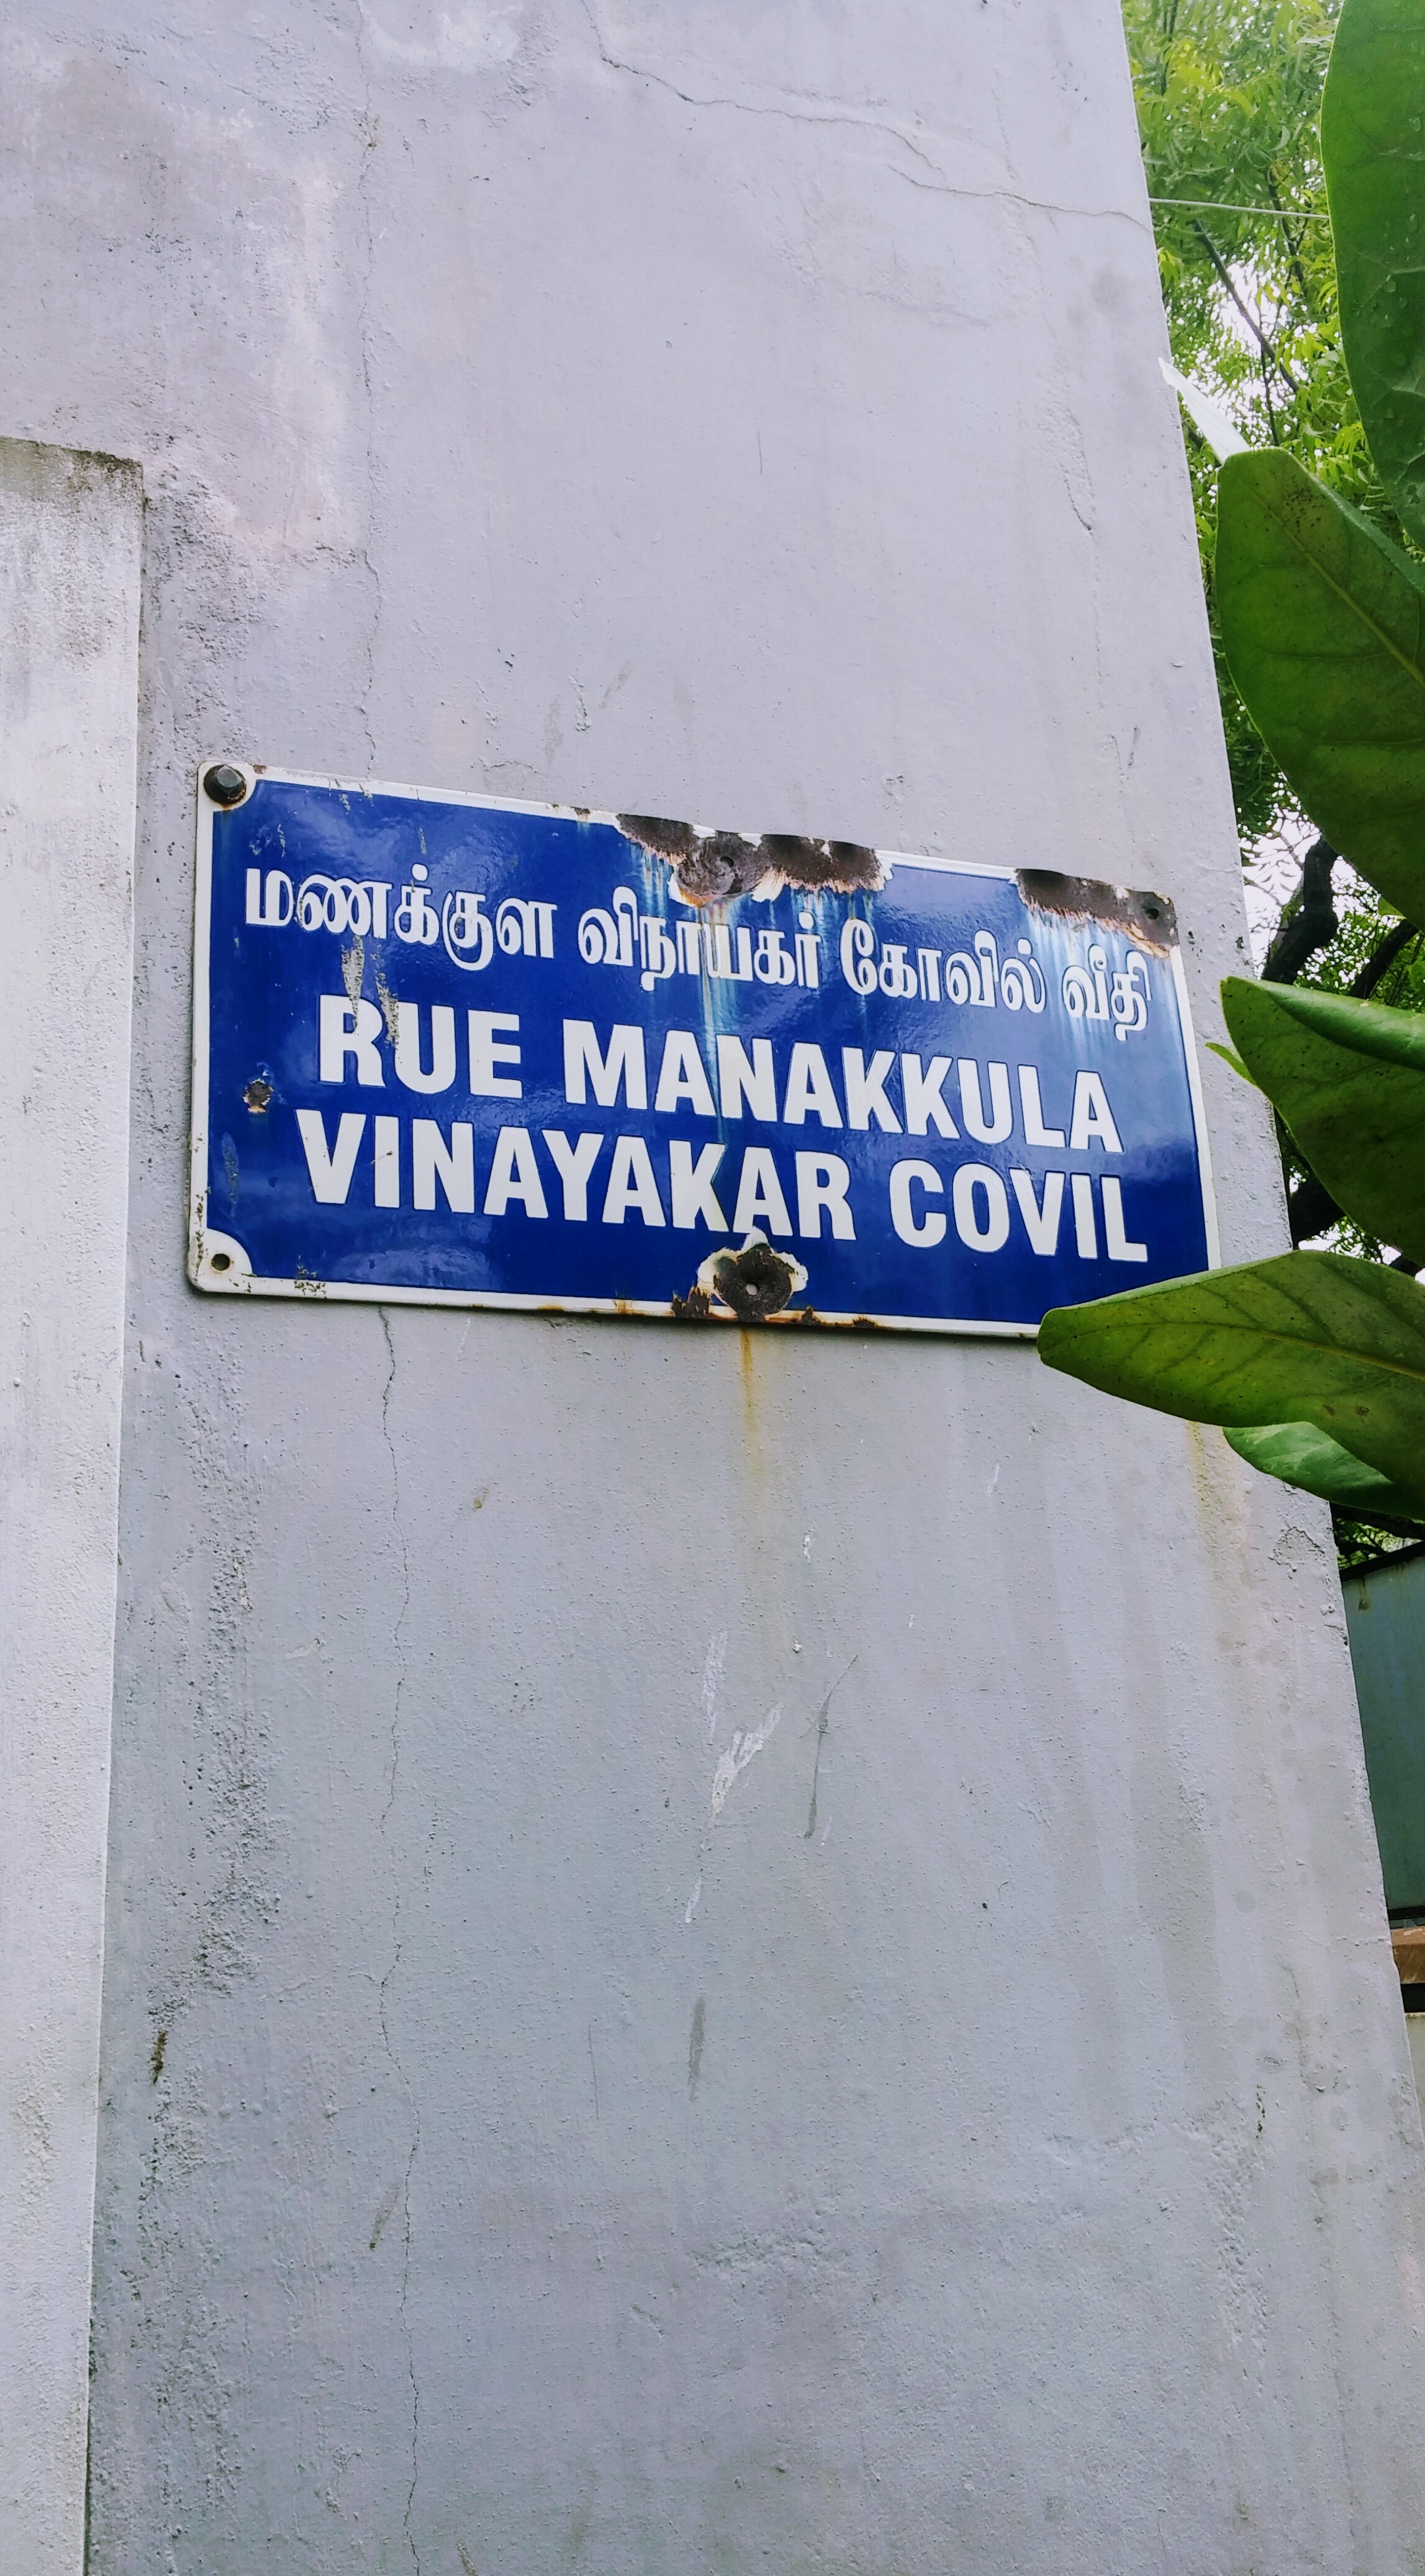 மணக்குள விநாயகர் கோவில் வீதி
RUE MANAKKULA
VINAYAKAR COVIL